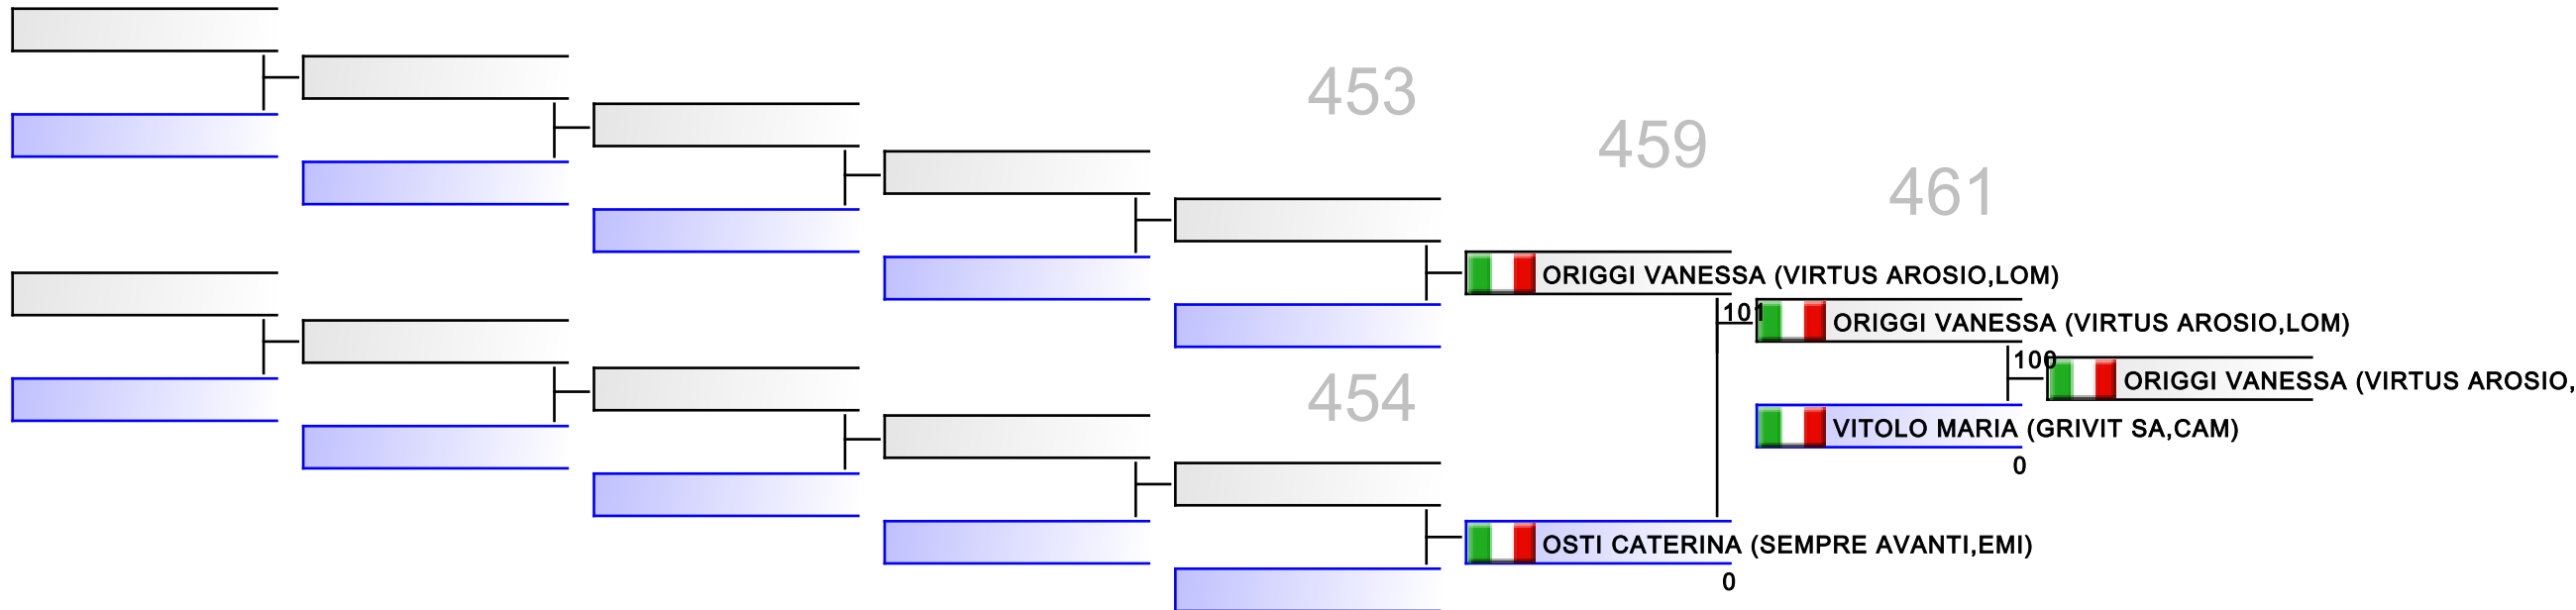 453
459
461
ORIGGI VANESSA (VIRTUS AROSIO,LOM)
101
ORIGGI VANESSA (VIRTUS AROSIO,LOM)
100
ORIGGI VANESSA (VIRTUS AROSIO,
454
VITOLO MARIA (GRIVIT SA,CAM)
0
OSTI CATERINA (SEMPRE AVANTI,EMI)
0